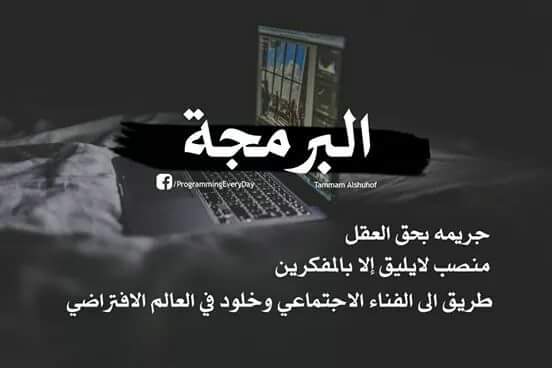 البرمجة
/ProgrammingEveryDay
Tammam Alshuhof
جريمه بحق العقل
منصب لايليق إلا بالمفكرين
طريق الى الفناء الاجتماعي وخلود في العالم الافتراضي